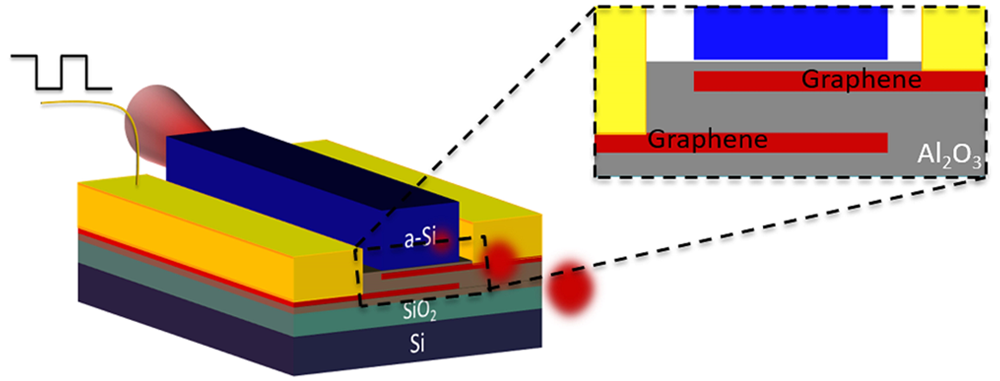 Graphene
Graphene
Al₂O₃
a-Si
SiO₂
Si